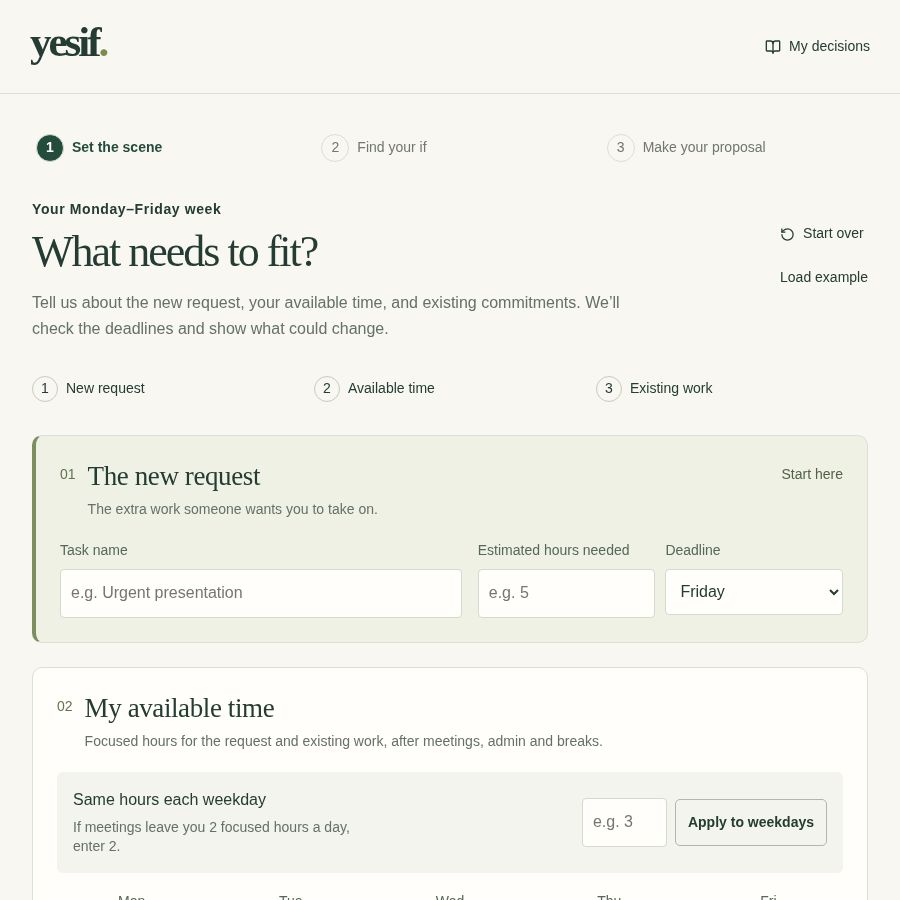 yesif.
My decisions
1 Set the scene
2 Find your if
3 Make your proposal
Your Monday–Friday week
What needs to fit?
Start over
Load example
Tell us about the new request, your available time, and existing commitments. We’ll
check the deadlines and show what could change.
1 New request
2 Available time
3 Existing work
01 The new request
Start here
The extra work someone wants you to take on.
Task name
Estimated hours needed
Deadline
e.g. Urgent presentation
e.g. 5
Friday
02 My available time
Focused hours for the request and existing work, after meetings, admin and breaks.
Same hours each weekday
If meetings leave you 2 focused hours a day,
enter 2.
e.g. 3
Apply to weekdays
Mon Tue Wed Thu Fri